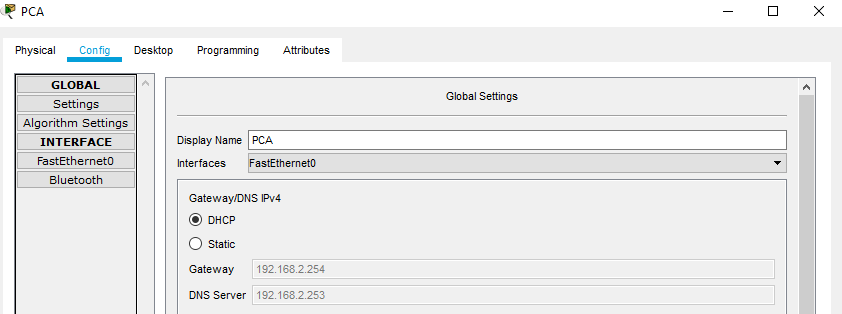 PCA
Physical Config Desktop Programming Attributes
GLOBAL
Settings
Algorithm Settings
INTERFACE
FastEthernet0
Bluetooth
Global Settings
Display Name PCA
Interfaces FastEthernet0
Gateway/DNS IPv4
DHCP
Static
Gateway 192.168.2.254
DNS Server 192.168.2.253